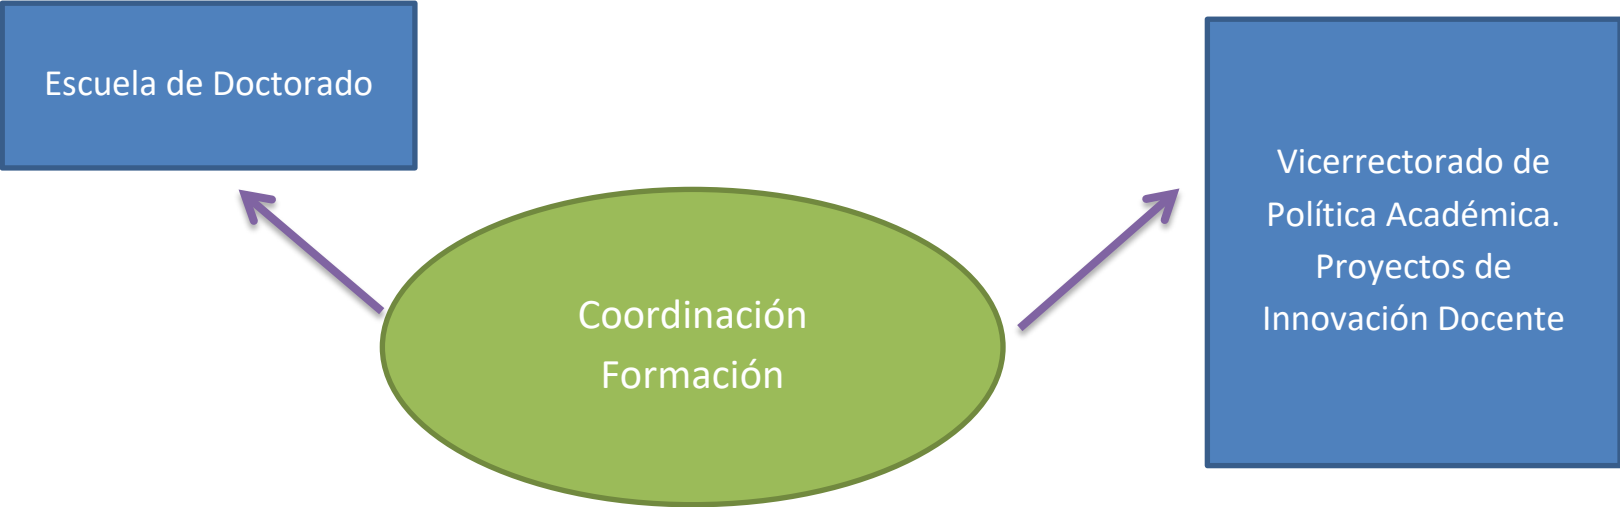 Escuela de Doctorado
Coordinación
Formación
Vicerrectorado de
Política Académica.
Proyectos de
Innovación Docente